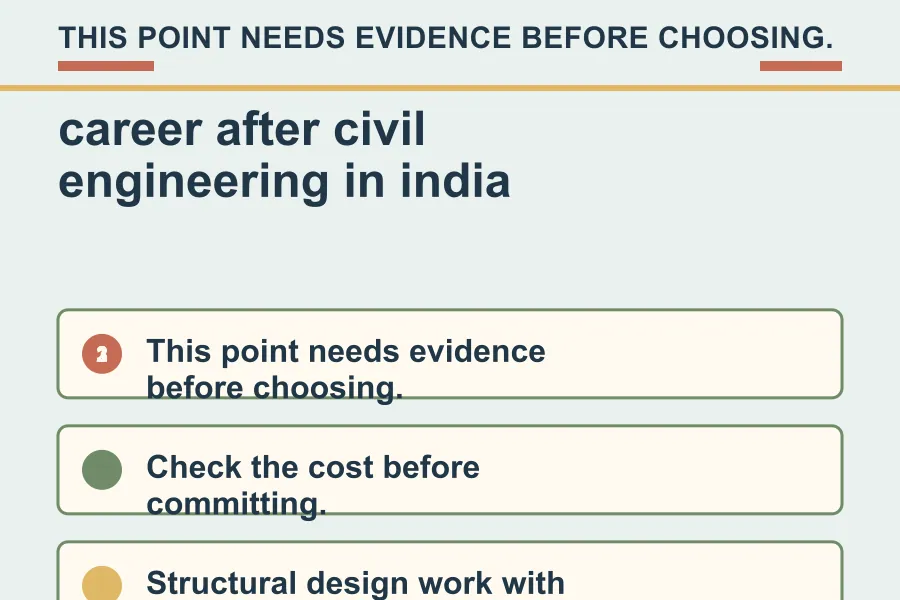 THIS POINT NEEDS EVIDENCE BEFORE CHOOSING.
career after civil
engineering in india
This point needs evidence
before choosing.
Check the cost before
committing.
Structural design work with